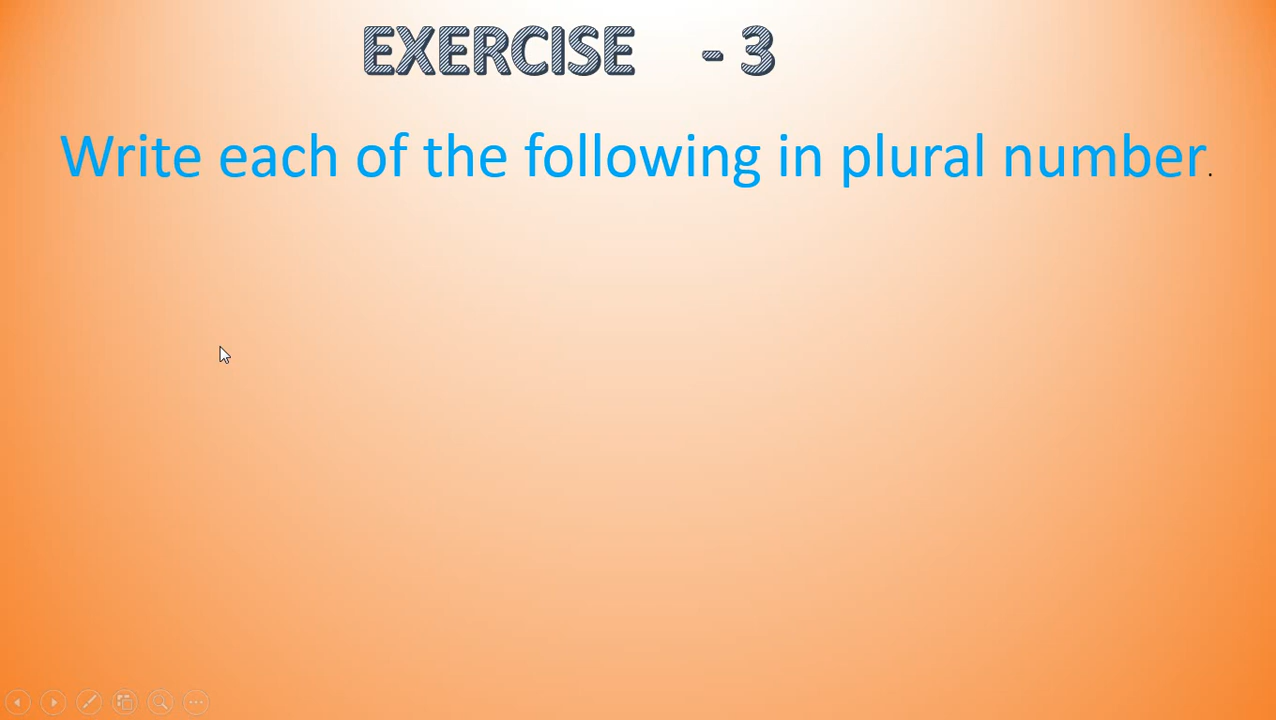 EXERCISE - 3
Write each of the following in plural number.